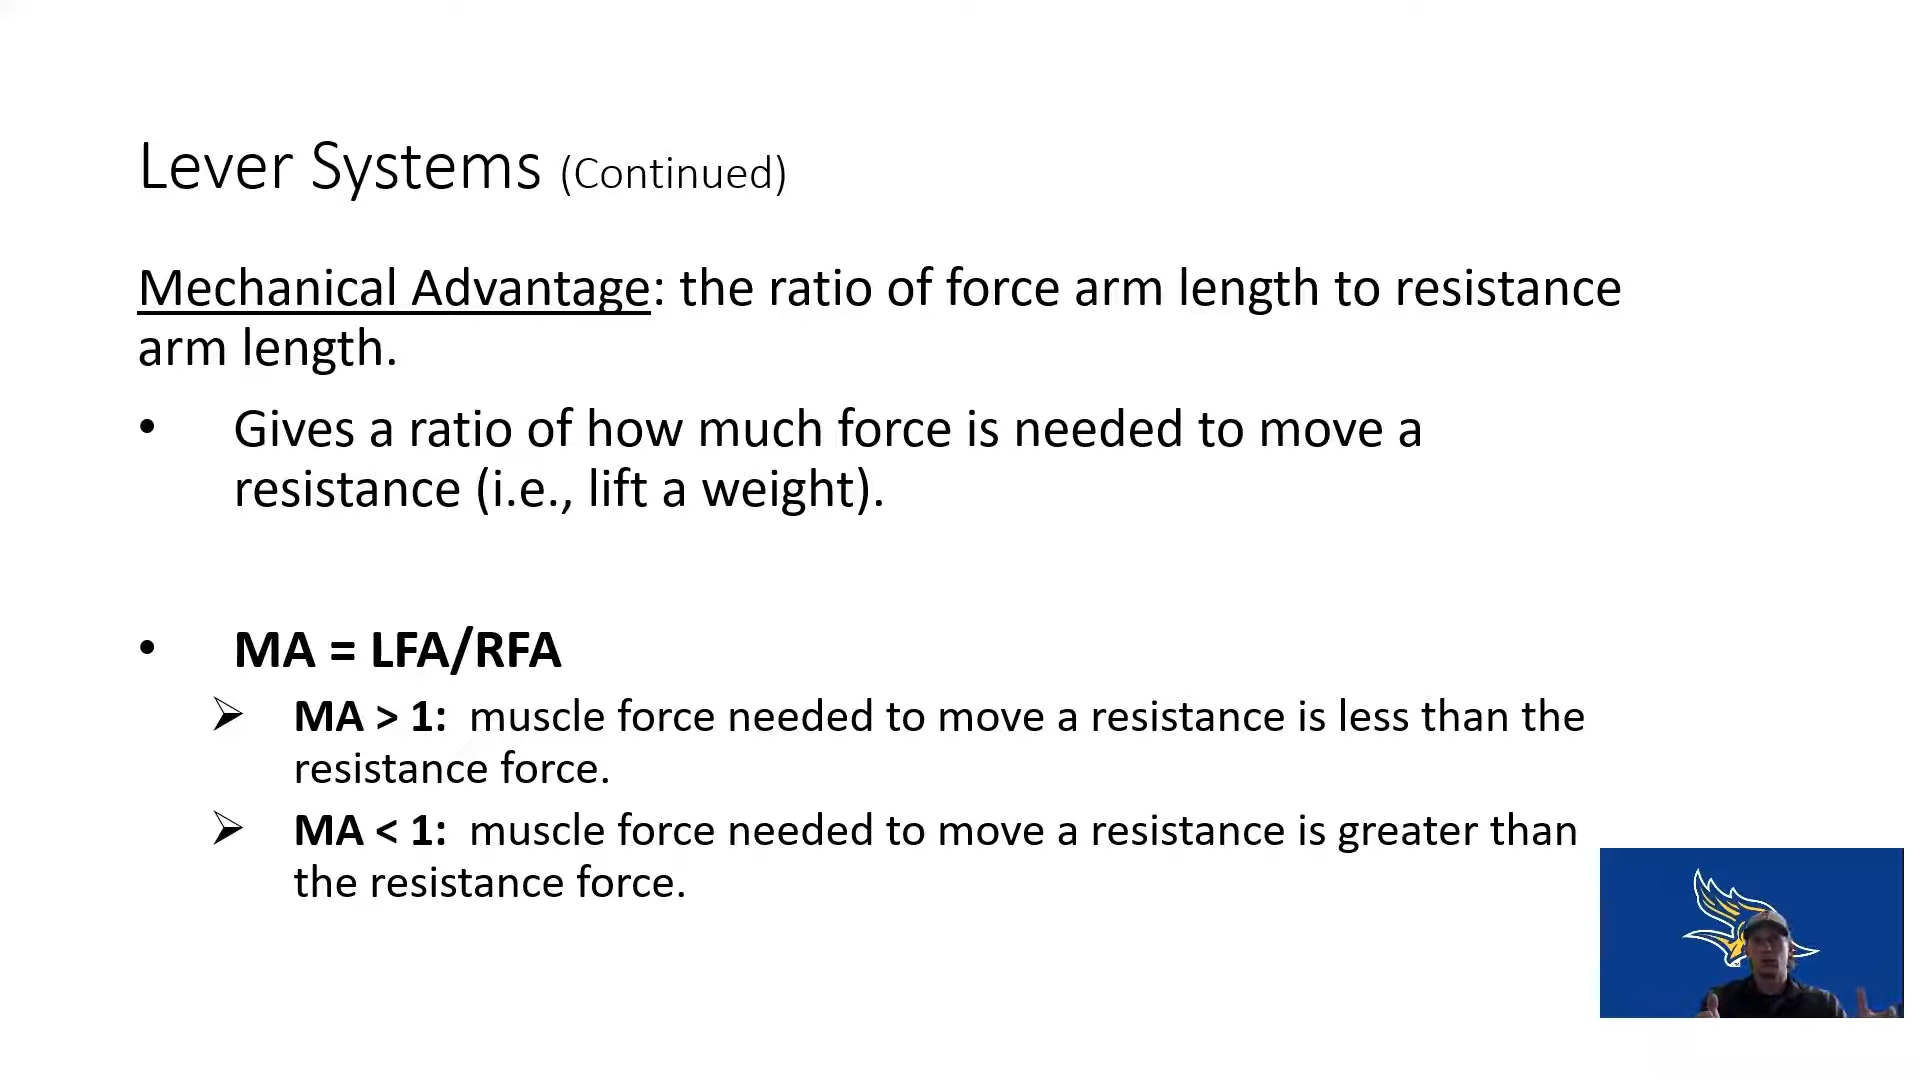 Lever Systems (Continued)
Mechanical Advantage: the ratio of force arm length to resistance
arm length.
• Gives a ratio of how much force is needed to move a
resistance (i.e., lift a weight).
• MA = LFA/RFA
➢ MA > 1: muscle force needed to move a resistance is less than the
resistance force.
➢ MA < 1: muscle force needed to move a resistance is greater than
the resistance force.